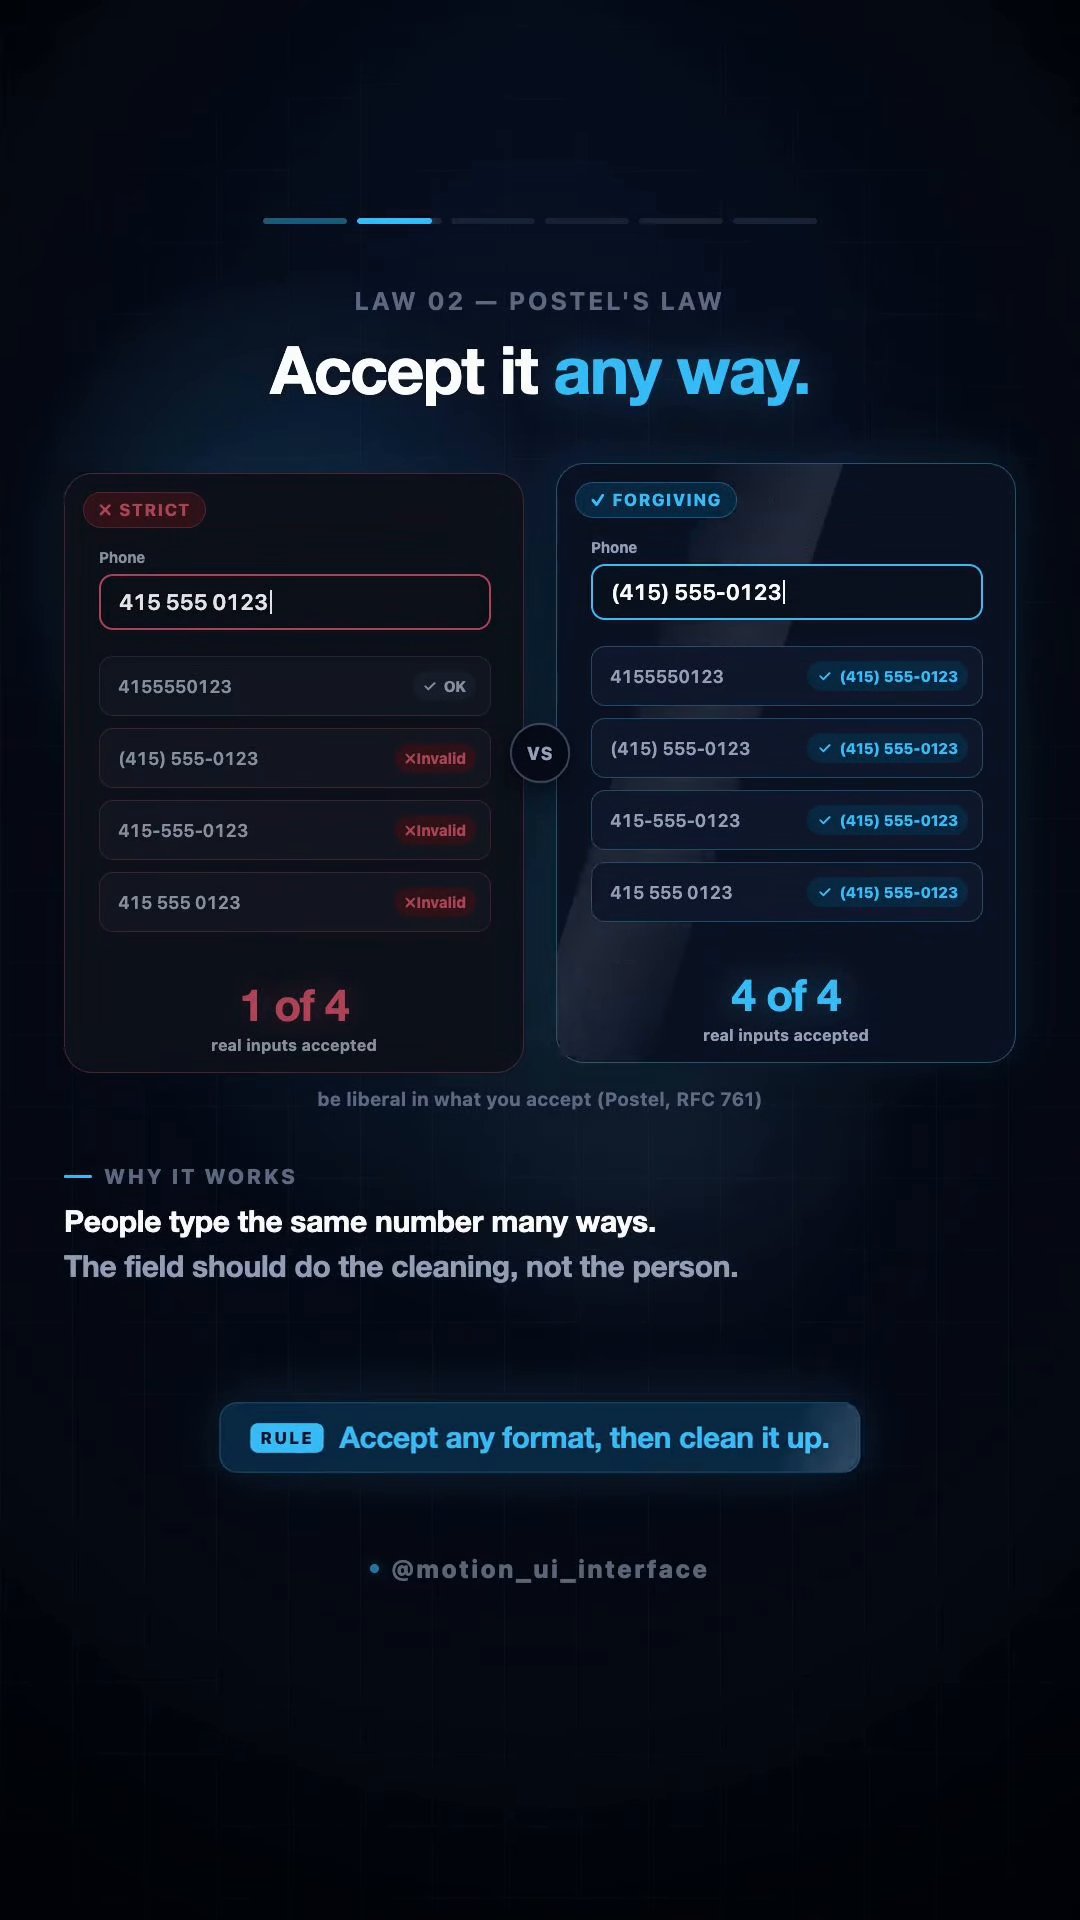 LAW 02 — POSTEL'S LAW
Accept it any way.
✕ STRICT
Phone
415 555 0123
4155550123 ✓ OK
(415) 555-0123 ✕Invalid
415-555-0123 ✕Invalid
415 555 0123 ✕Invalid
1 of 4
real inputs accepted
VS
✓ FORGIVING
Phone
(415) 555-0123
4155550123 ✓ (415) 555-0123
(415) 555-0123 ✓ (415) 555-0123
415-555-0123 ✓ (415) 555-0123
415 555 0123 ✓ (415) 555-0123
4 of 4
real inputs accepted
be liberal in what you accept (Postel, RFC 761)
WHY IT WORKS
People type the same number many ways.
The field should do the cleaning, not the person.
RULE Accept any format, then clean it up.
@motion_ui_interface